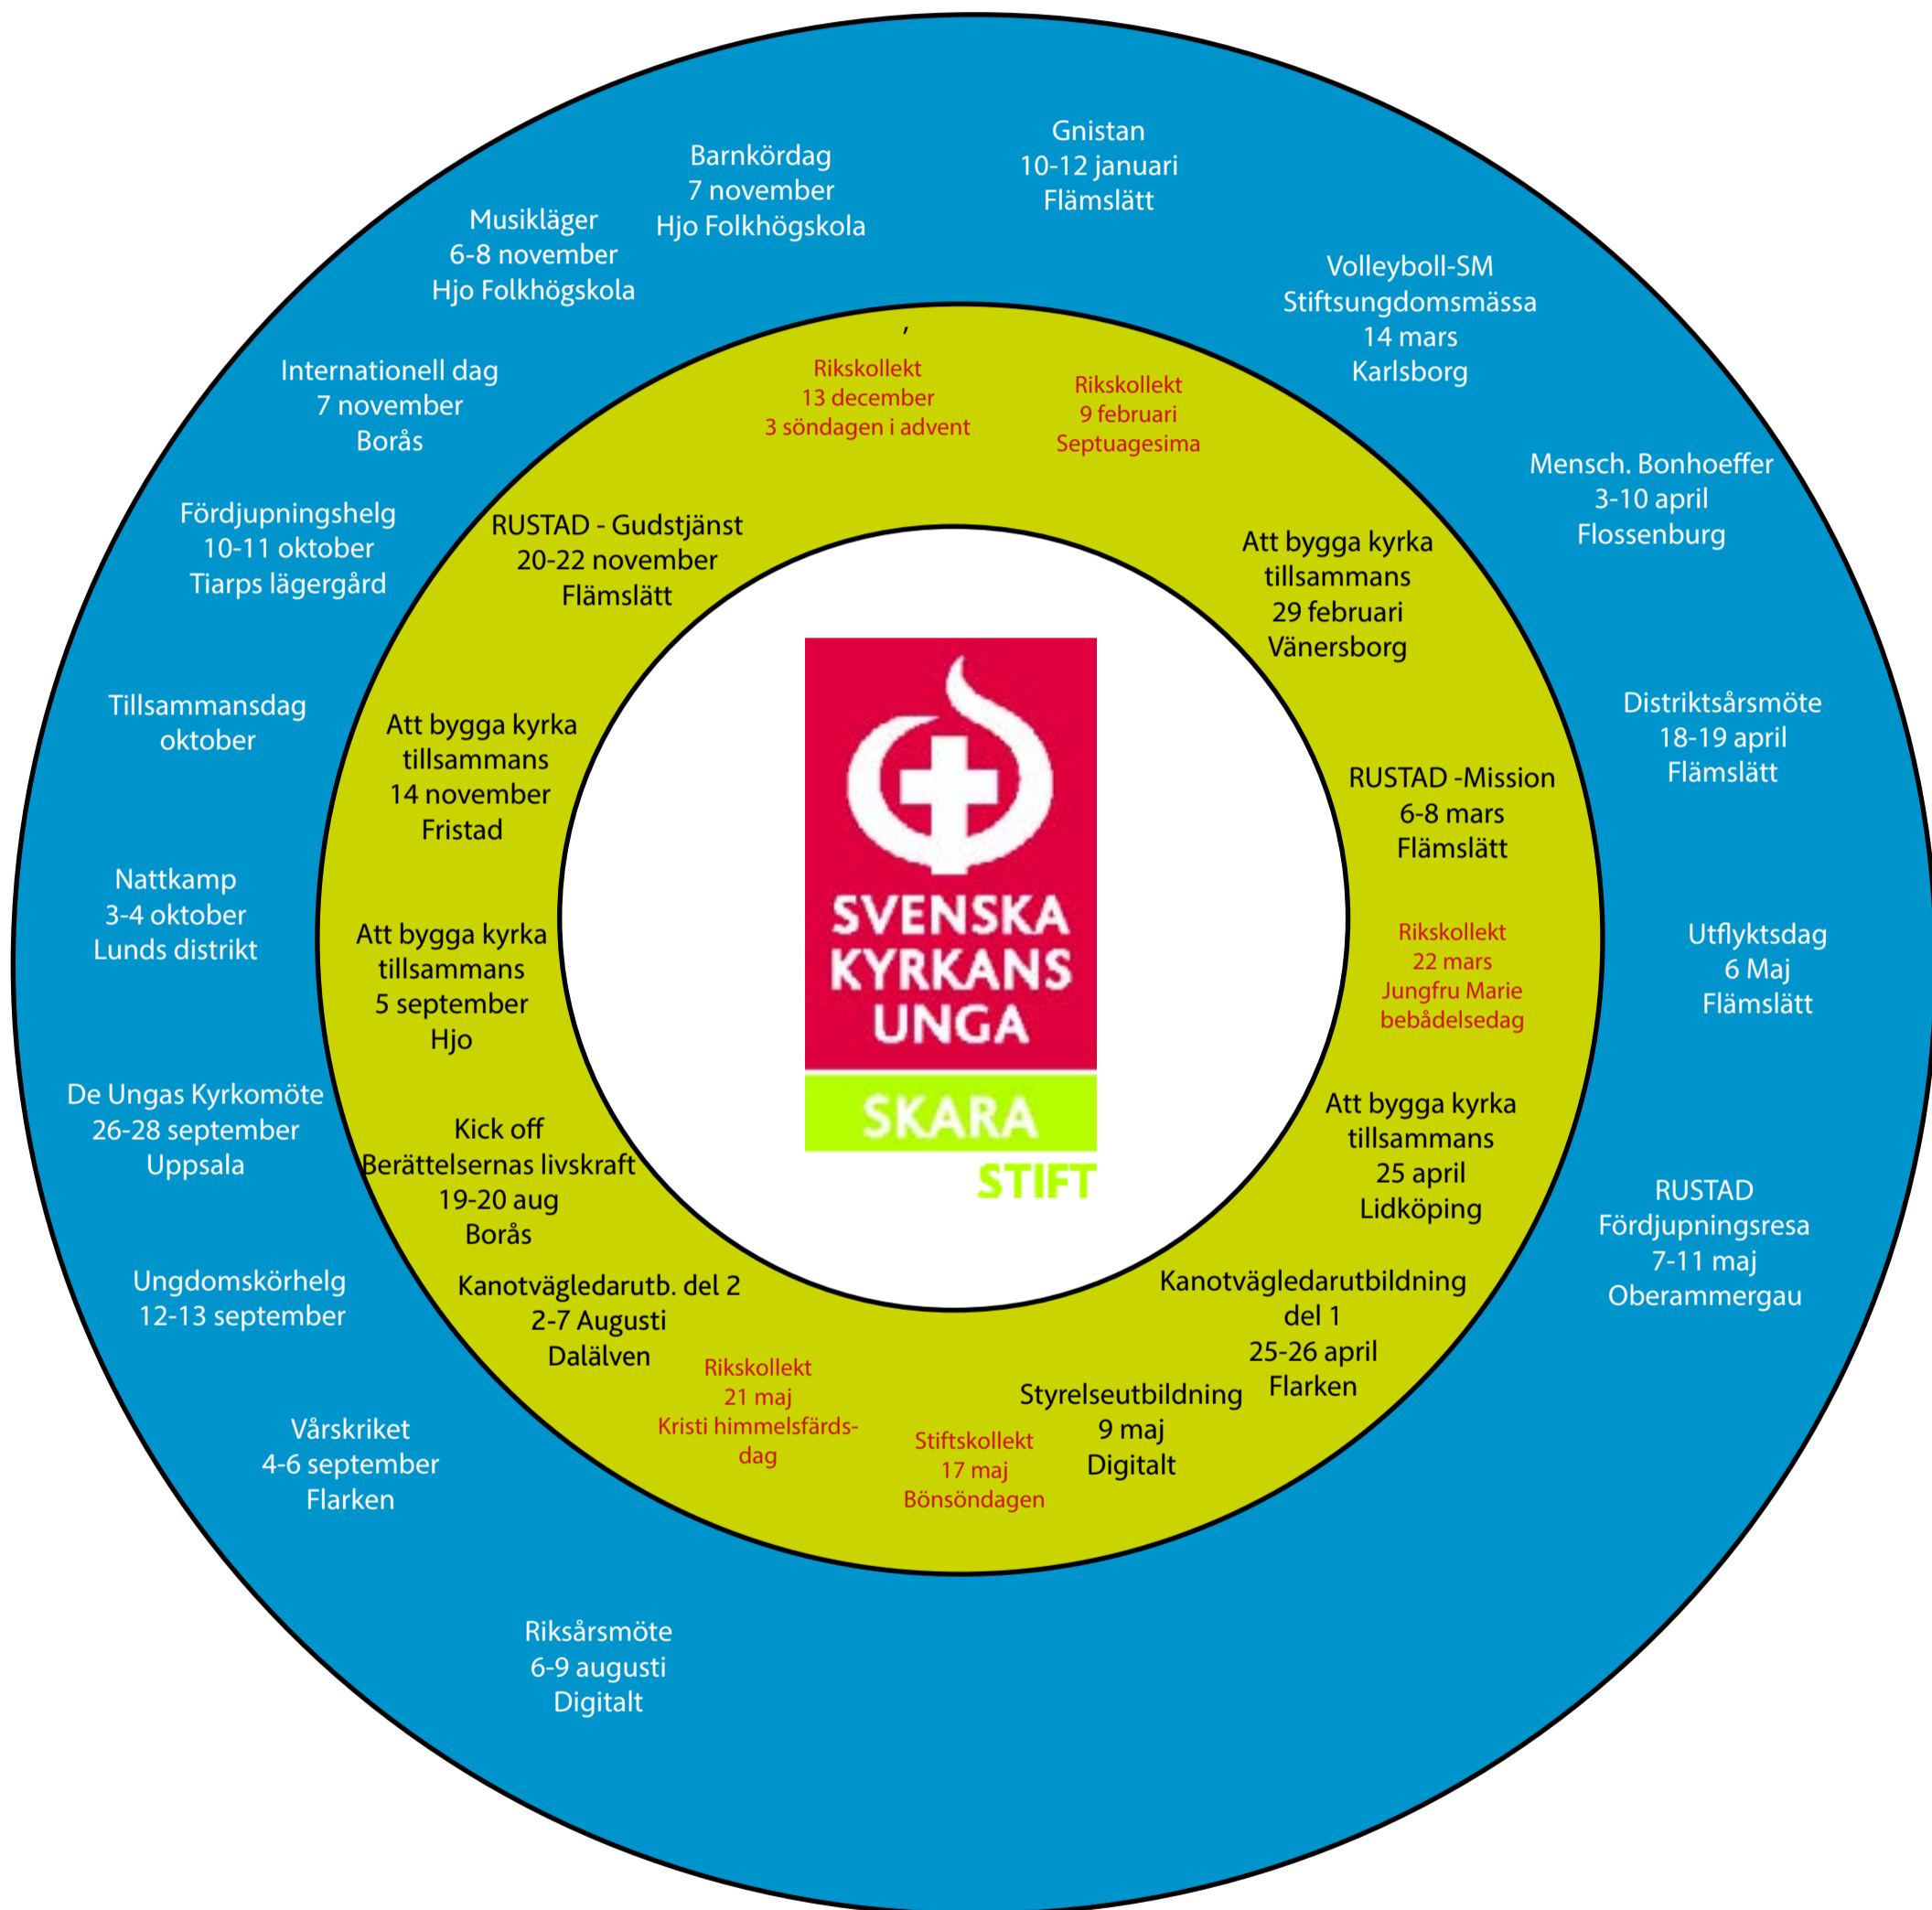 Gnistan
10-12 januari
Flämslätt
Volleyboll-SM
Stiftsungdomsmässa
14 mars
Karlsborg
Mensch. Bonhoeffer
3-10 april
Flossenburg
Distriktsårsmöte
18-19 april
Flämslätt
Utflyktsdag
6 Maj
Flämslätt
RUSTAD
Fördjupningsresa
7-11 maj
Oberammergau
Riksårsmöte
6-9 augusti
Digitalt
Vårskriket
4-6 september
Flarken
Ungdomskörhelg
12-13 september
De Ungas Kyrkomöte
26-28 september
Uppsala
Nattkamp
3-4 oktober
Lunds distrikt
Tillsammansdag
oktober
Fördjupningshelg
10-11 oktober
Tiarps lägergård
Internationell dag
7 november
Borås
Musikläger
6-8 november
Hjo Folkhögskola
Barnkördag
7 november
Hjo Folkhögskola
,
Rikskollekt
9 februari
Septuagesima
Att bygga kyrka
tillsammans
29 februari
Vänersborg
RUSTAD -Mission
6-8 mars
Flämslätt
Rikskollekt
22 mars
Jungfru Marie
bebådelsedag
Att bygga kyrka
tillsammans
25 april
Lidköping
Kanotvägledarutbildning
del 1
25-26 april
Flarken
Styrelseutbildning
9 maj
Digitalt
Stiftskollekt
17 maj
Bönsöndagen
Rikskollekt
21 maj
Kristi himmelsfärds-
dag
Kanotvägledarutb. del 2
2-7 Augusti
Dalälven
Kick off
Berättelsernas livskraft
19-20 aug
Borås
Att bygga kyrka
tillsammans
5 september
Hjo
Att bygga kyrka
tillsammans
14 november
Fristad
RUSTAD - Gudstjänst
20-22 november
Flämslätt
Rikskollekt
13 december
3 söndagen i advent
SVENSKA
KYRKANS
UNGA
SKARA
STIFT